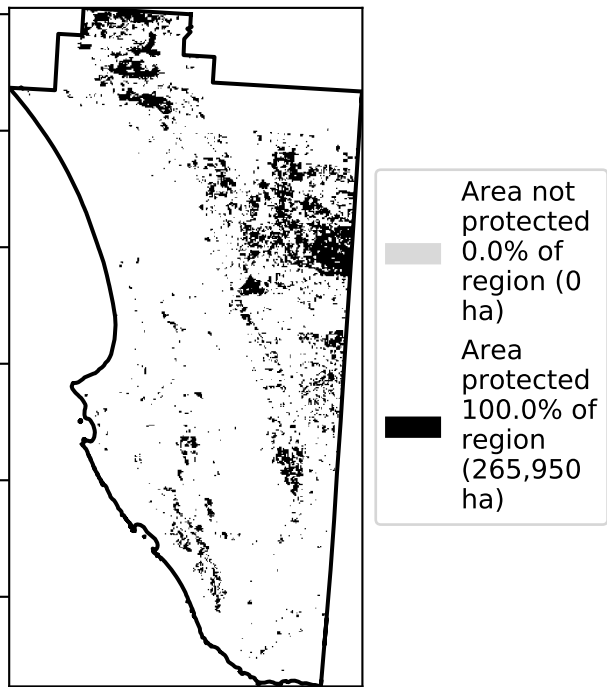 Area not
protected
0.0% of
region (0
ha)
Area
protected
100.0% of
region
(265,950
ha)